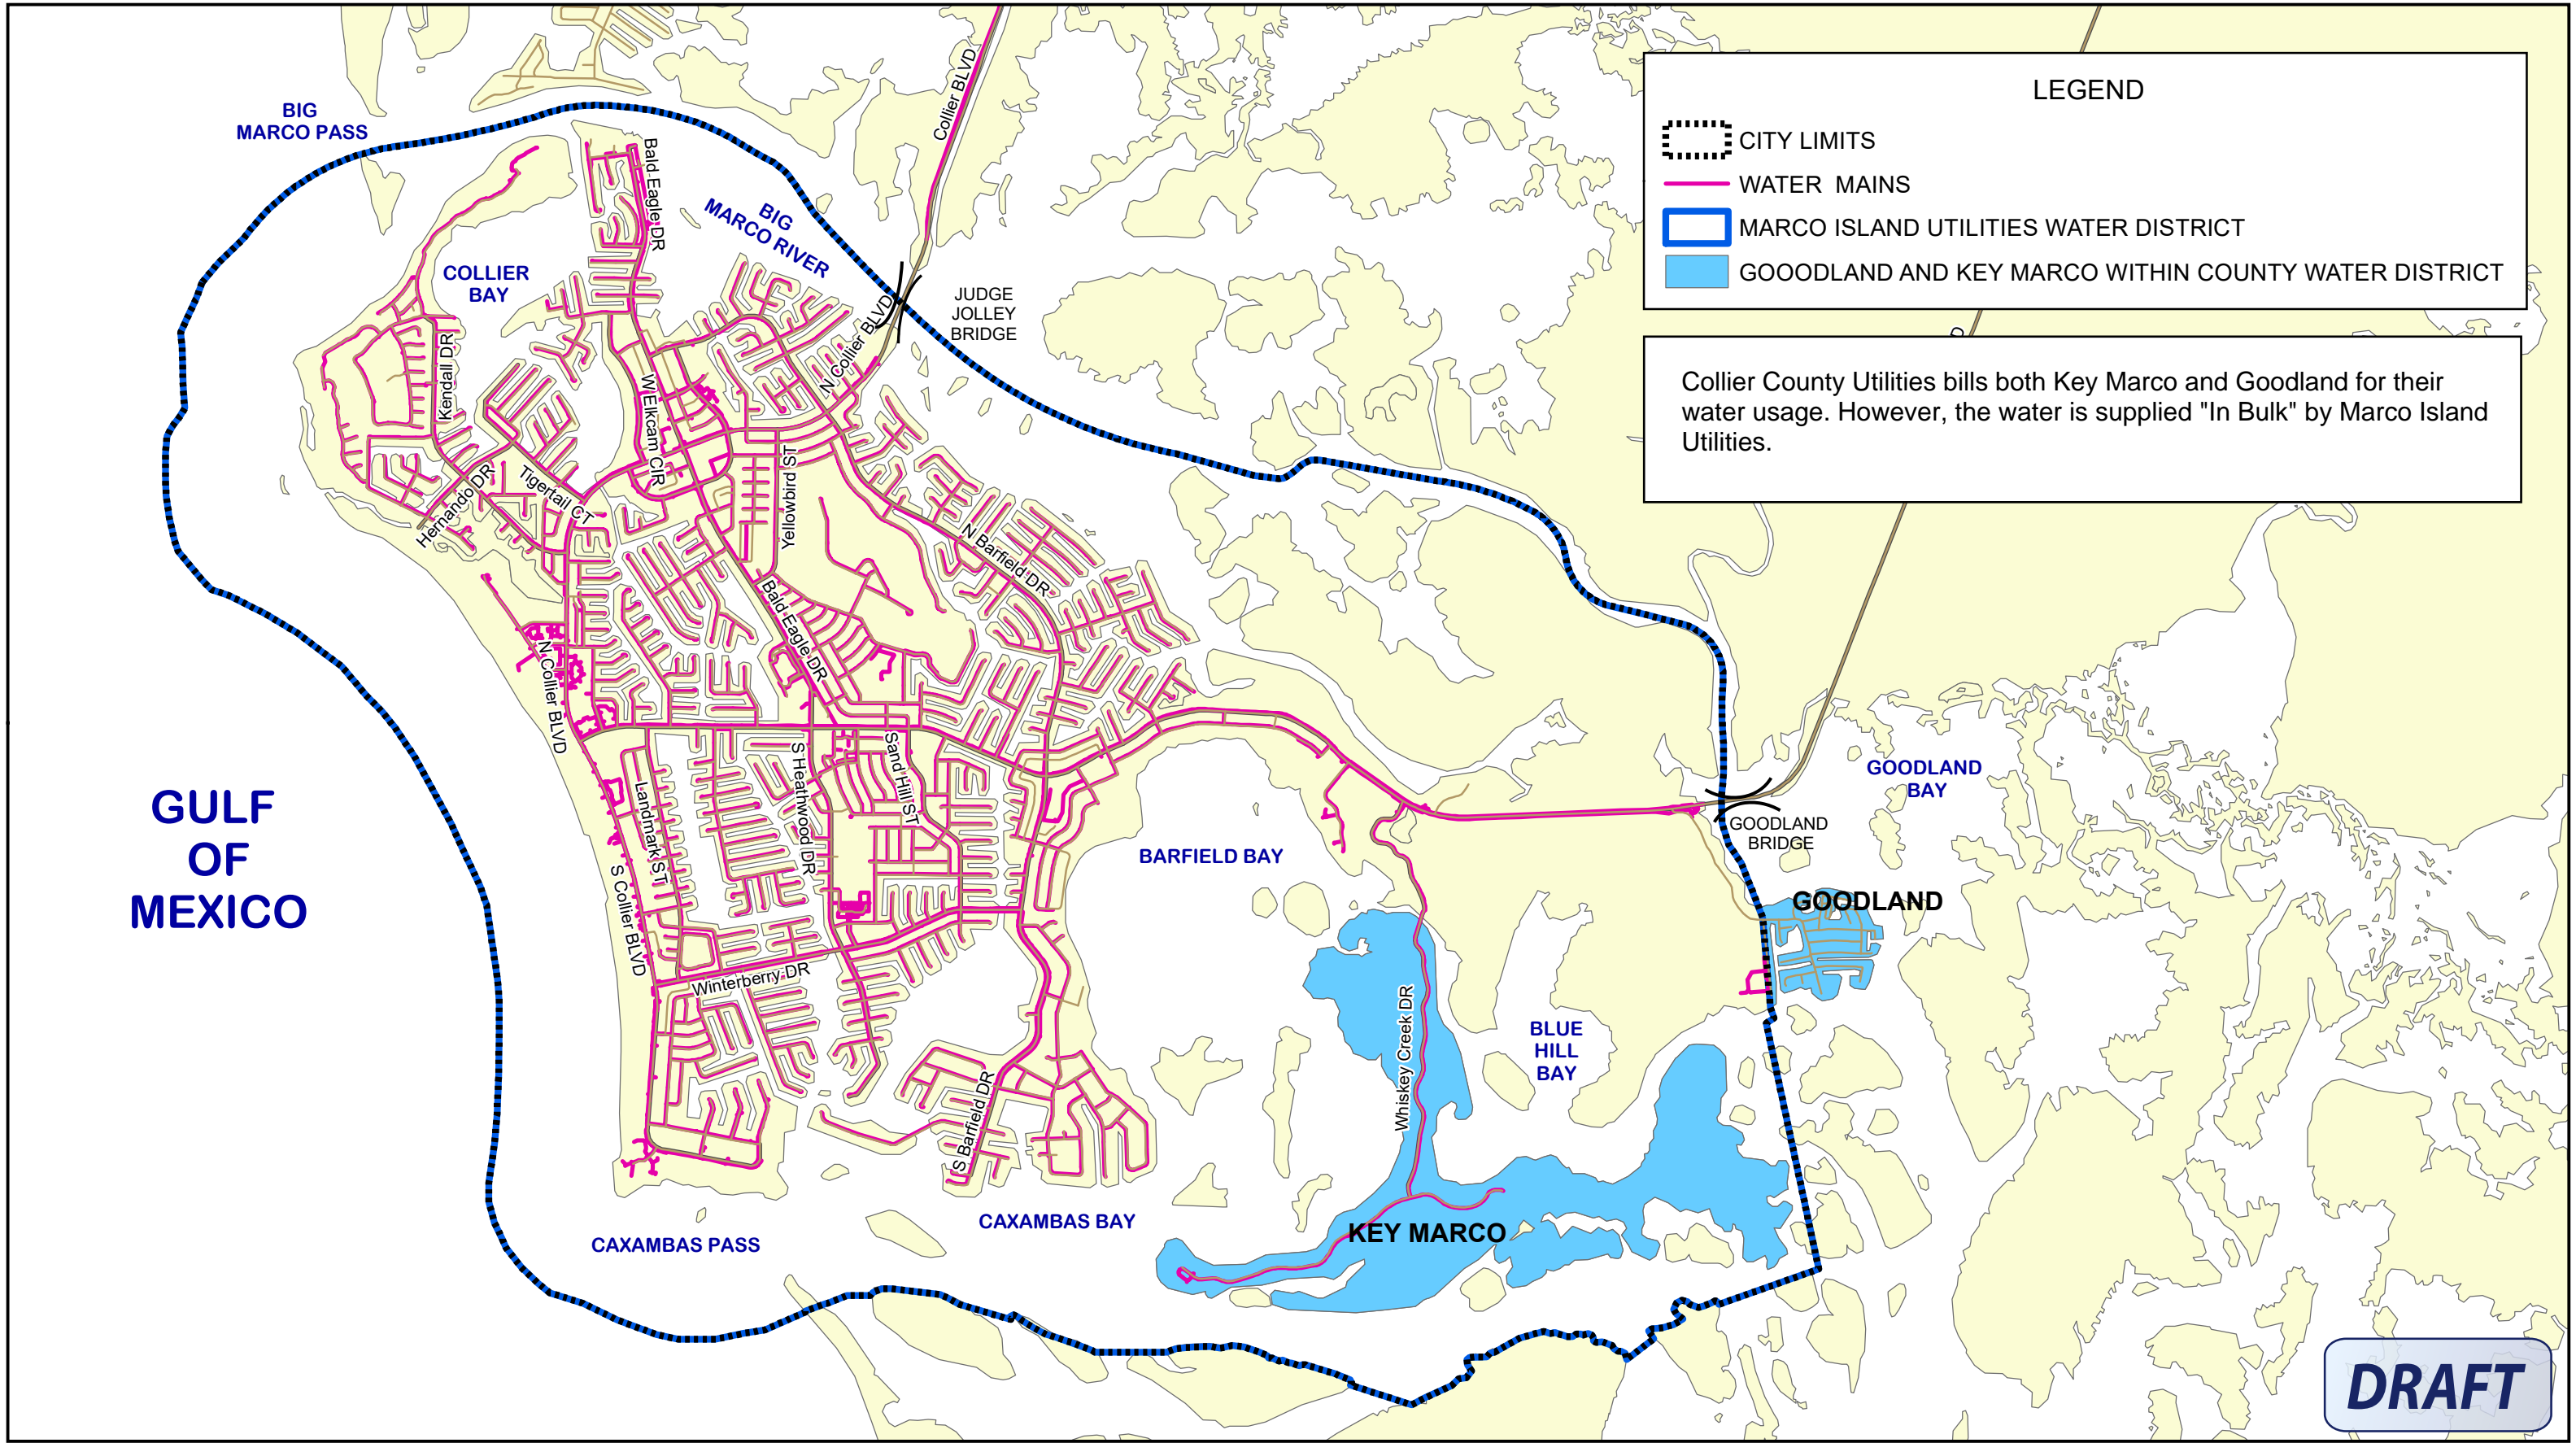 BIG
MARCO PASS
Collier BLVD
LEGEND
CITY LIMITS
WATER  MAINS
MARCO ISLAND UTILITIES WATER DISTRICT
GOOODLAND AND KEY MARCO WITHIN COUNTY WATER DISTRICT
Bald Eagle DR
BIG
MARCO RIVER
COLLIER
BAY
JUDGE
JOLLEY
BRIDGE
N Collier BLVD
D
Collier County Utilities bills both Key Marco and Goodland for their
water usage. However, the water is supplied "In Bulk" by Marco Island
Utilities.
Kendall DR
W Elkcam CIR
Hernando DR
Tigertail CT
Yellowbird ST
N Barfield DR
Bald Eagle DR
N Collier BLVD
S Heathwood DR
Sand Hill ST
Landmark ST
GOODLAND
BAY
GULF
OF
MEXICO
GOODLAND
BRIDGE
BARFIELD BAY
S Collier BLVD
GOODLAND
Winterberry DR
Whiskey Creek DR
BLUE
HILL
BAY
S Barfield DR
CAXAMBAS BAY
KEY MARCO
CAXAMBAS PASS
DRAFT